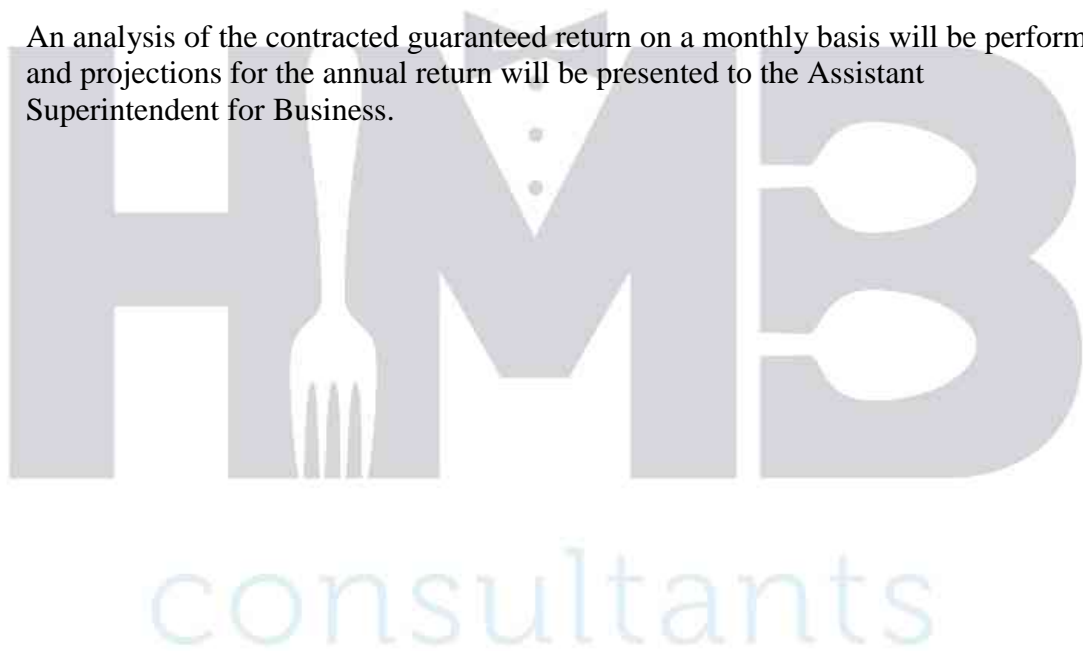 An analysis of the contracted guaranteed return on a monthly basis will be perform
and projections for the annual return will be presented to the Assistant
Superintendent for Business.
HMB
consultants